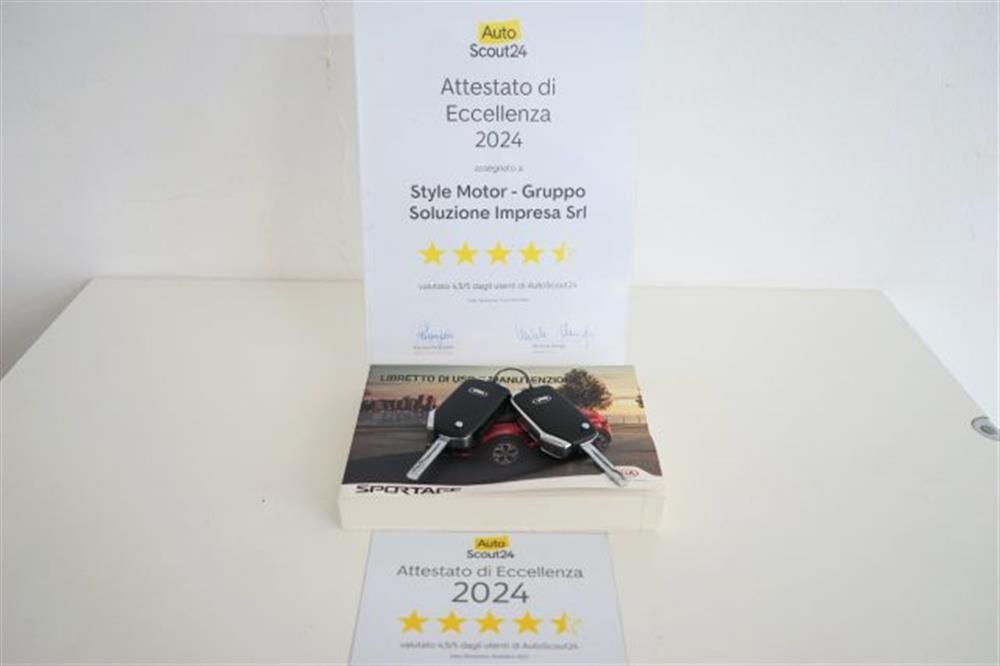 Auto
Scout24
Attestato di
Eccellenza
2024
assegnato a
Style Motor - Gruppo
Soluzione Impresa Srl
valutato 4,5/5 dagli utenti di AutoScout24
LIBRETTO DI USO E MANUTENZIONE
KIA
SPORTAGE
Auto
Scout24
Attestato di Eccellenza
2024
valutato 4,5/5 dagli utenti di AutoScout24